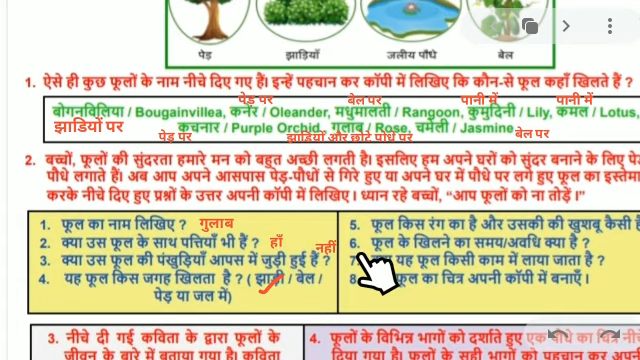 पेड़ झाड़ियाँ जलीय पौधे बेल
1. ऐसे ही कुछ फूलों के नाम नीचे दिए गए हैं। इन्हें पहचान कर कॉपी में लिखिए कि कौन-से फूल कहाँ खिलते हैं ?
पेड़ पर बेल पर पानी में पानी में
बोगनविलिया / Bougainvillea, कनेर / Oleander, मधुमालती / Rangoon, कुमुदिनी / Lily, कमल / Lotus,
झाडियों पर
कचनार / Purple Orchid, गुलाब / Rose, चमेली / Jasmine
पेड़ पर झाडियों और छोटे पौधे पर बेल पर
2. बच्चों, फूलों की सुंदरता हमारे मन को बहुत अच्छी लगती है। इसलिए हम अपने घरों को सुंदर बनाने के लिए
पौधे लगाते हैं। अब आप अपने आसपास पेड़-पौधों से गिरे हुए या अपने घर में पौधे पर लगे हुए फूल का
करके नीचे दिए हुए प्रश्नों के उत्तर अपनी कॉपी में लिखिए। ध्यान रहे बच्चों, “आप फूलों को ना तोड़ें।”
1. फूल का नाम लिखिए ? गुलाब
2. क्या उस फूल के साथ पत्तियाँ भी हैं ? हाँ
3. क्या उस फूल की पंखुड़ियाँ आपस में जुड़ी हुई हैं ? नहीं
4. यह फूल किस जगह खिलता है ? ( झाड़ी / बेल /
पेड़ या जल में)
5. फूल किस रंग का है और उसकी की खुशबू कैसी
6. फूल के खिलने का समय/अवधि क्या है ?
7. यह फूल किसी काम में लाया जाता है ?
8. फूल का चित्र अपनी कॉपी में बनाएँ।
3. नीचे दी गई कविता के द्वारा फूलों के
जीवन के बारे में बताया गया है। कविता
4. फूलों के विभिन्न भागों को दर्शाते हुए एक पौधे का चित्र
दिया गया है। फूलों के सही भागों को पहचान कर